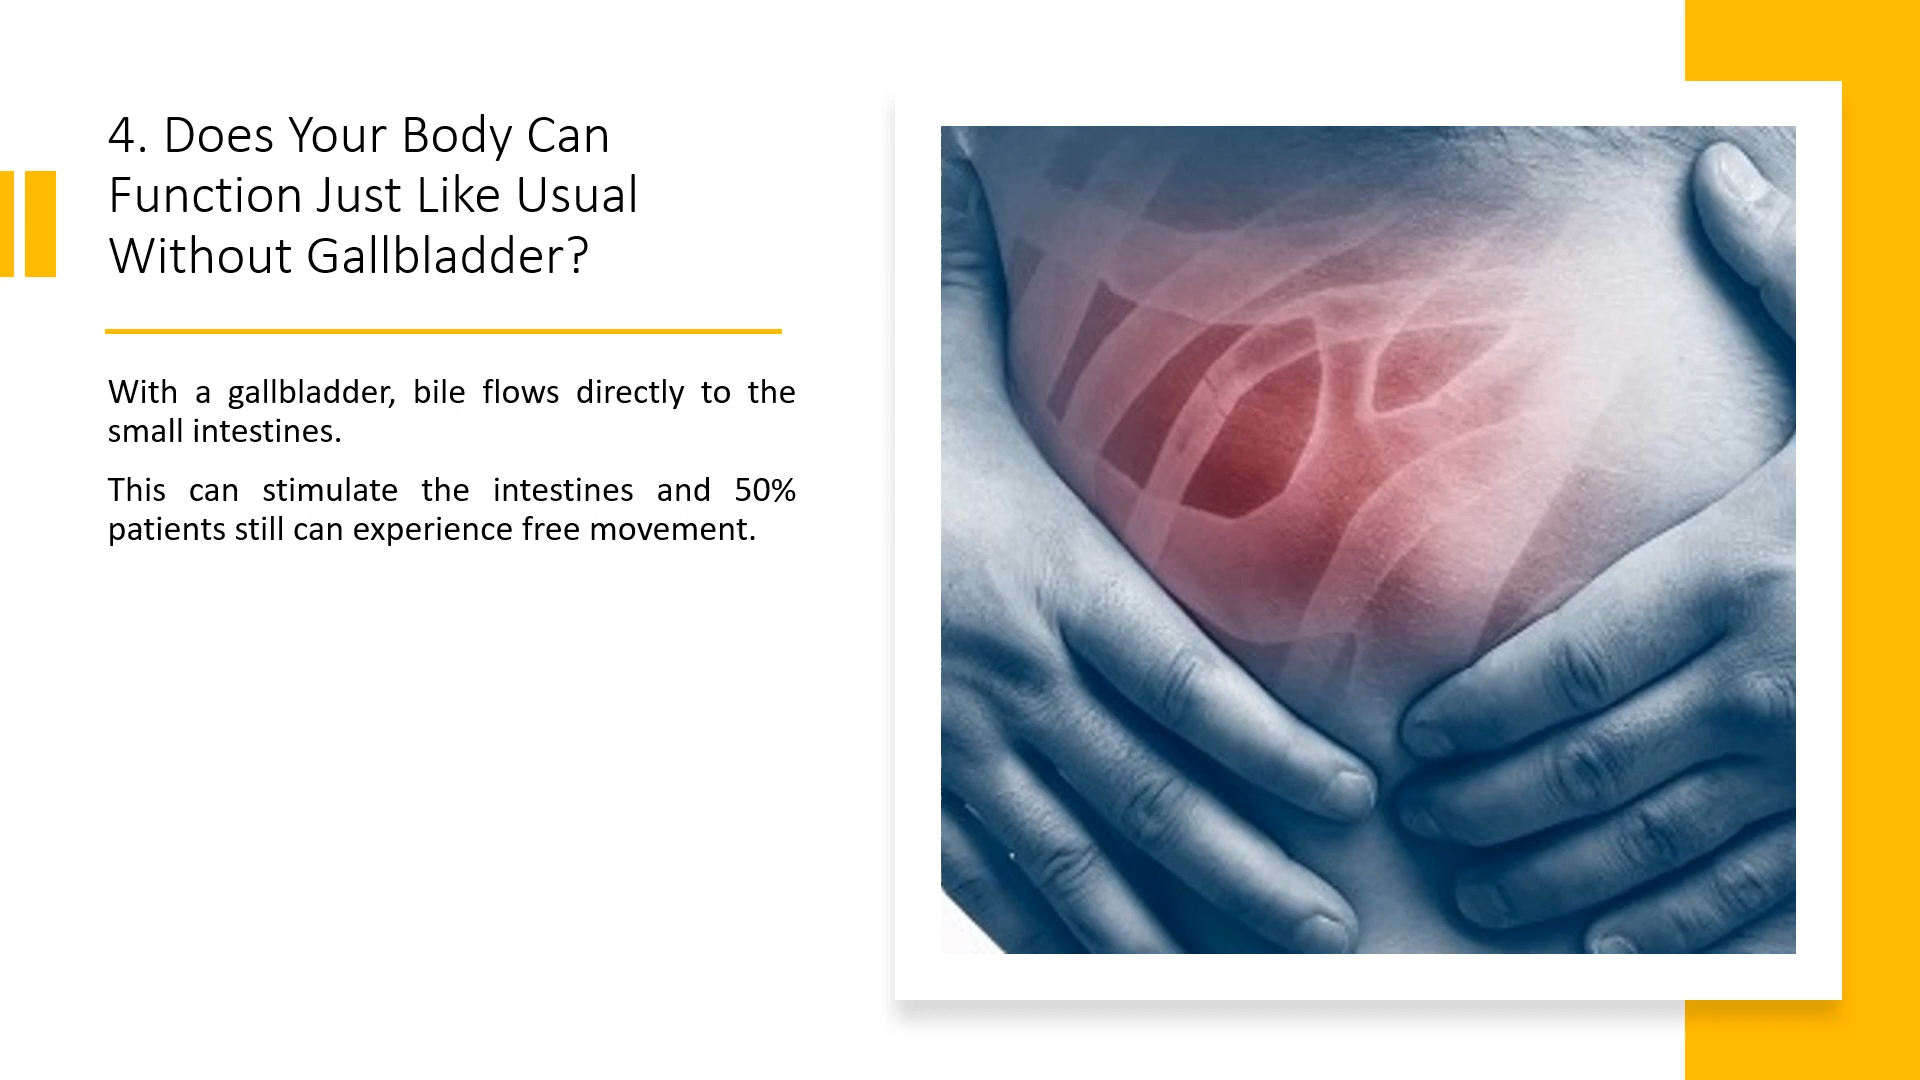 4. Does Your Body Can
Function Just Like Usual
Without Gallbladder?
With a gallbladder, bile flows directly to the
small intestines.
This can stimulate the intestines and 50%
patients still can experience free movement.